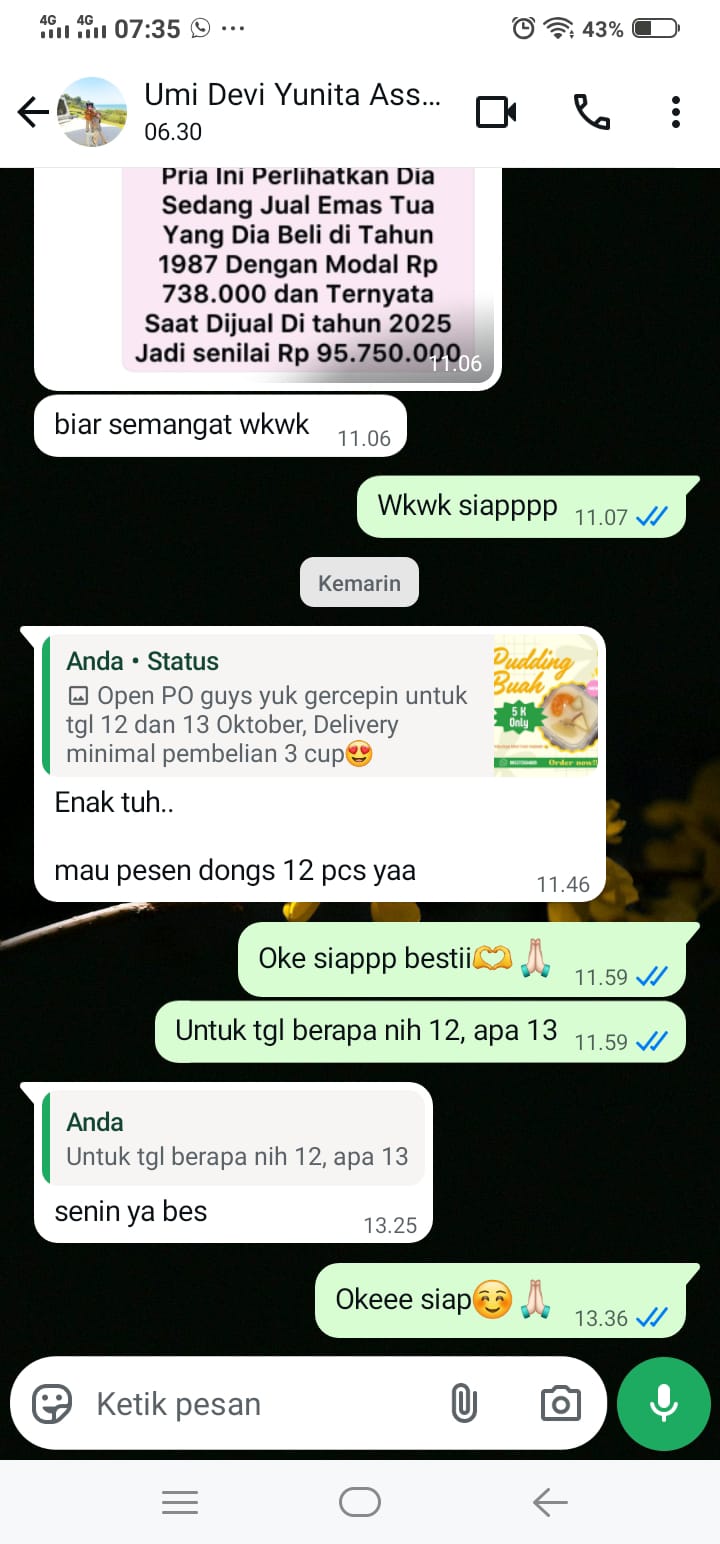 4G 4G 07:35 43%
Umi Devi Yunita Ass...
06.30
Pria Ini Perlihatkan Dia
Sedang Jual Emas Tua
Yang Dia Beli di Tahun
1987 Dengan Modal Rp
738.000 dan Ternyata
Saat Dijual Di tahun 2025
Jadi senilai Rp 95.750.000
11.06
biar semangat wkwk 11.06
Wkwk siapppp 11.07
Kemarin
Anda • Status
Open PO guys yuk gercepin untuk
tgl 12 dan 13 Oktober, Delivery
minimal pembelian 3 cup😍
Pudding
Buah
5 K
Only
Order now!!
Enak tuh..
mau pesen dongs 12 pcs yaa 11.46
Oke siappp bestii🫶🙏🏻 11.59
Untuk tgl berapa nih 12, apa 13 11.59
Anda
Untuk tgl berapa nih 12, apa 13
senin ya bes 13.25
Okeee siap☺️🙏🏻 13.36
Ketik pesan